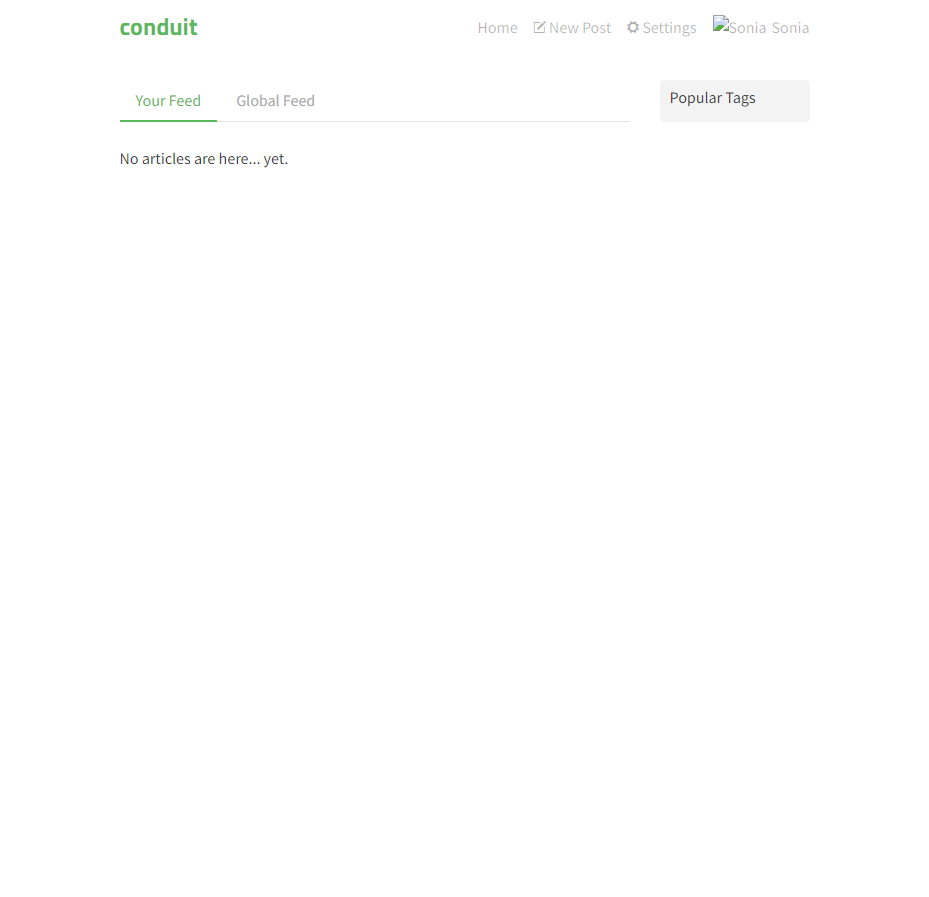 conduit
Home New Post Settings Sonia Sonia
Your Feed Global Feed
Popular Tags
No articles are here... yet.